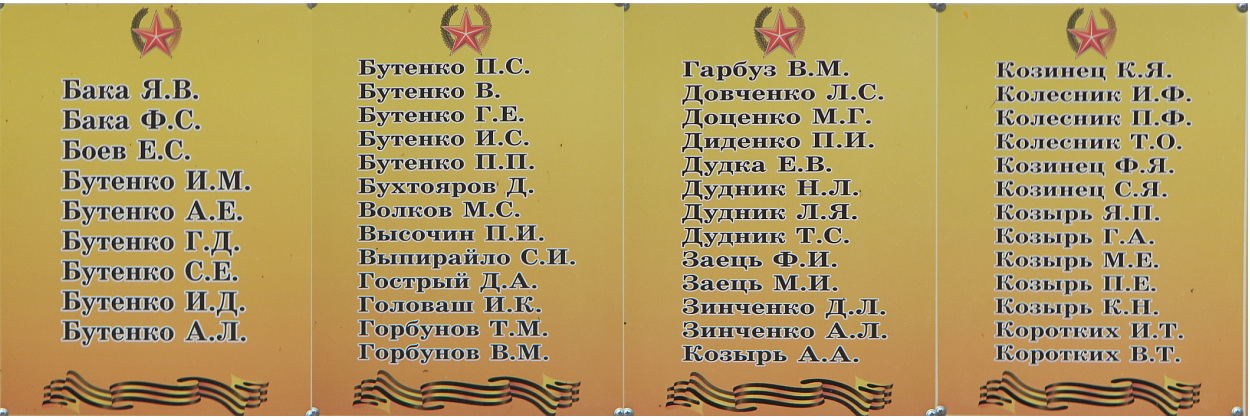 Бака Я.В.
Бака Ф.С.
Боев Е.С.
Бутенко И.М.
Бутенко А.Е.
Бутенко Г.Д.
Бутенко С.Е.
Бутенко И.Д.
Бутенко А.Л.
Бутенко П.С.
Бутенко В.
Бутенко Г.Е.
Бутенко И.С.
Бутенко П.П.
Бухтояров Д.
Волков М.С.
Высочин П.И.
Выпирайло С.И.
Гострый Д.А.
Головаш И.К.
Горбунов Т.М.
Горбунов В.М.
Гарбуз В.М.
Довченко Л.С.
Доценко М.Г.
Диденко П.И.
Дудка Е.В.
Дудник Н.Л.
Дудник Л.Я.
Дудник Т.С.
Заець Ф.И.
Заець М.И.
Зинченко Д.Л.
Зинченко А.Л.
Козырь А.А.
Козинец К.Я.
Колесник И.Ф.
Колесник П.Ф.
Колесник Т.О.
Козинец Ф.Я.
Козинец С.Я.
Козырь Я.П.
Козырь Г.А.
Козырь М.Е.
Козырь П.Е.
Козырь К.Н.
Коротких И.Т.
Коротких В.Т.